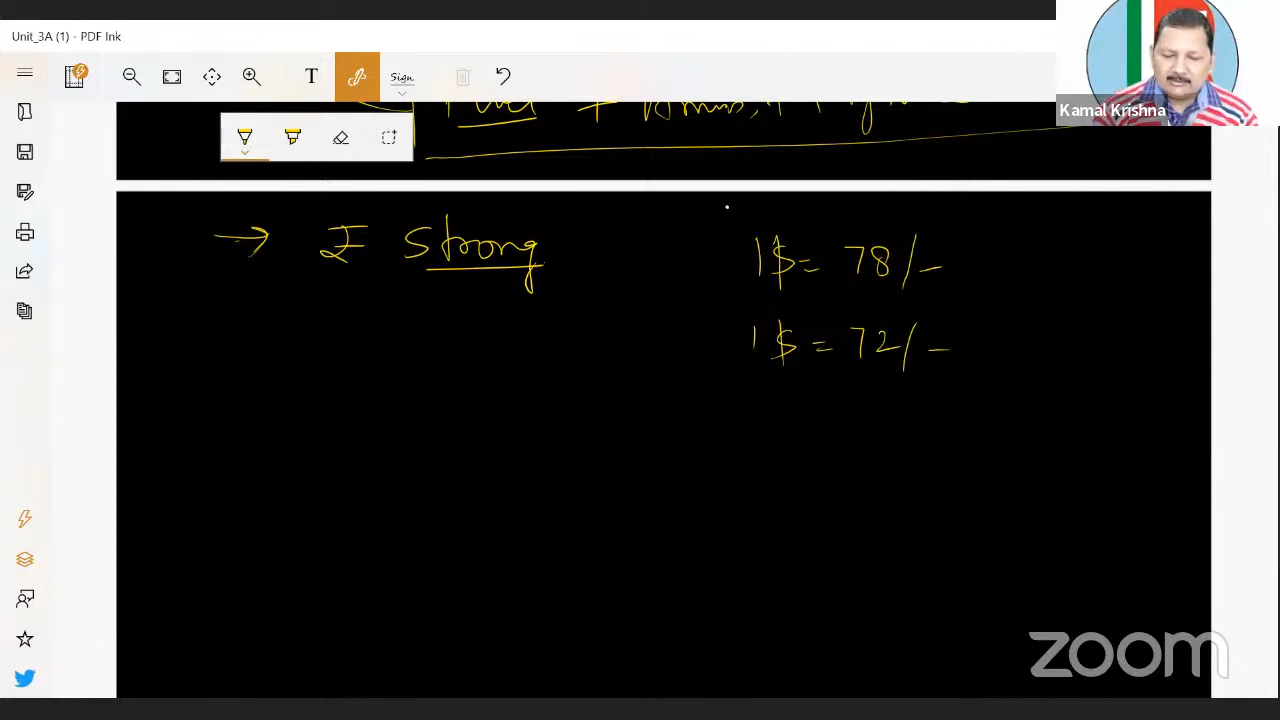 Unit_3A (1) - PDF Ink
T
Sign
Kamal Krishna
→ ₹ Strong
1$ = 78/-
1$ = 72/-
zoom